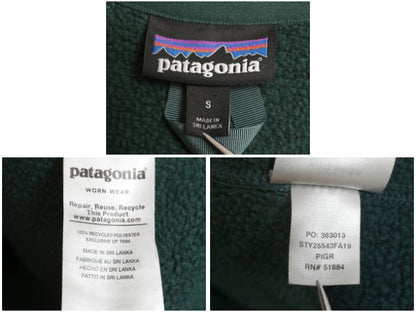 patagonia
S
MADE IN
SRI LANKA
patagonia
WORN WEAR
Repair, Reuse, Recycle
This Product
www.patagonia.com
100% RECYCLED POLYESTER
EXCLUSIVE OF TRIM
MADE IN SRI LANKA
FABRIQUÉ AU SRI LANKA
HECHO EN SRI LANKA
FATTO IN SRI LANKA
PO: 363013
STY25543FA19
PIGR
RN# 51884